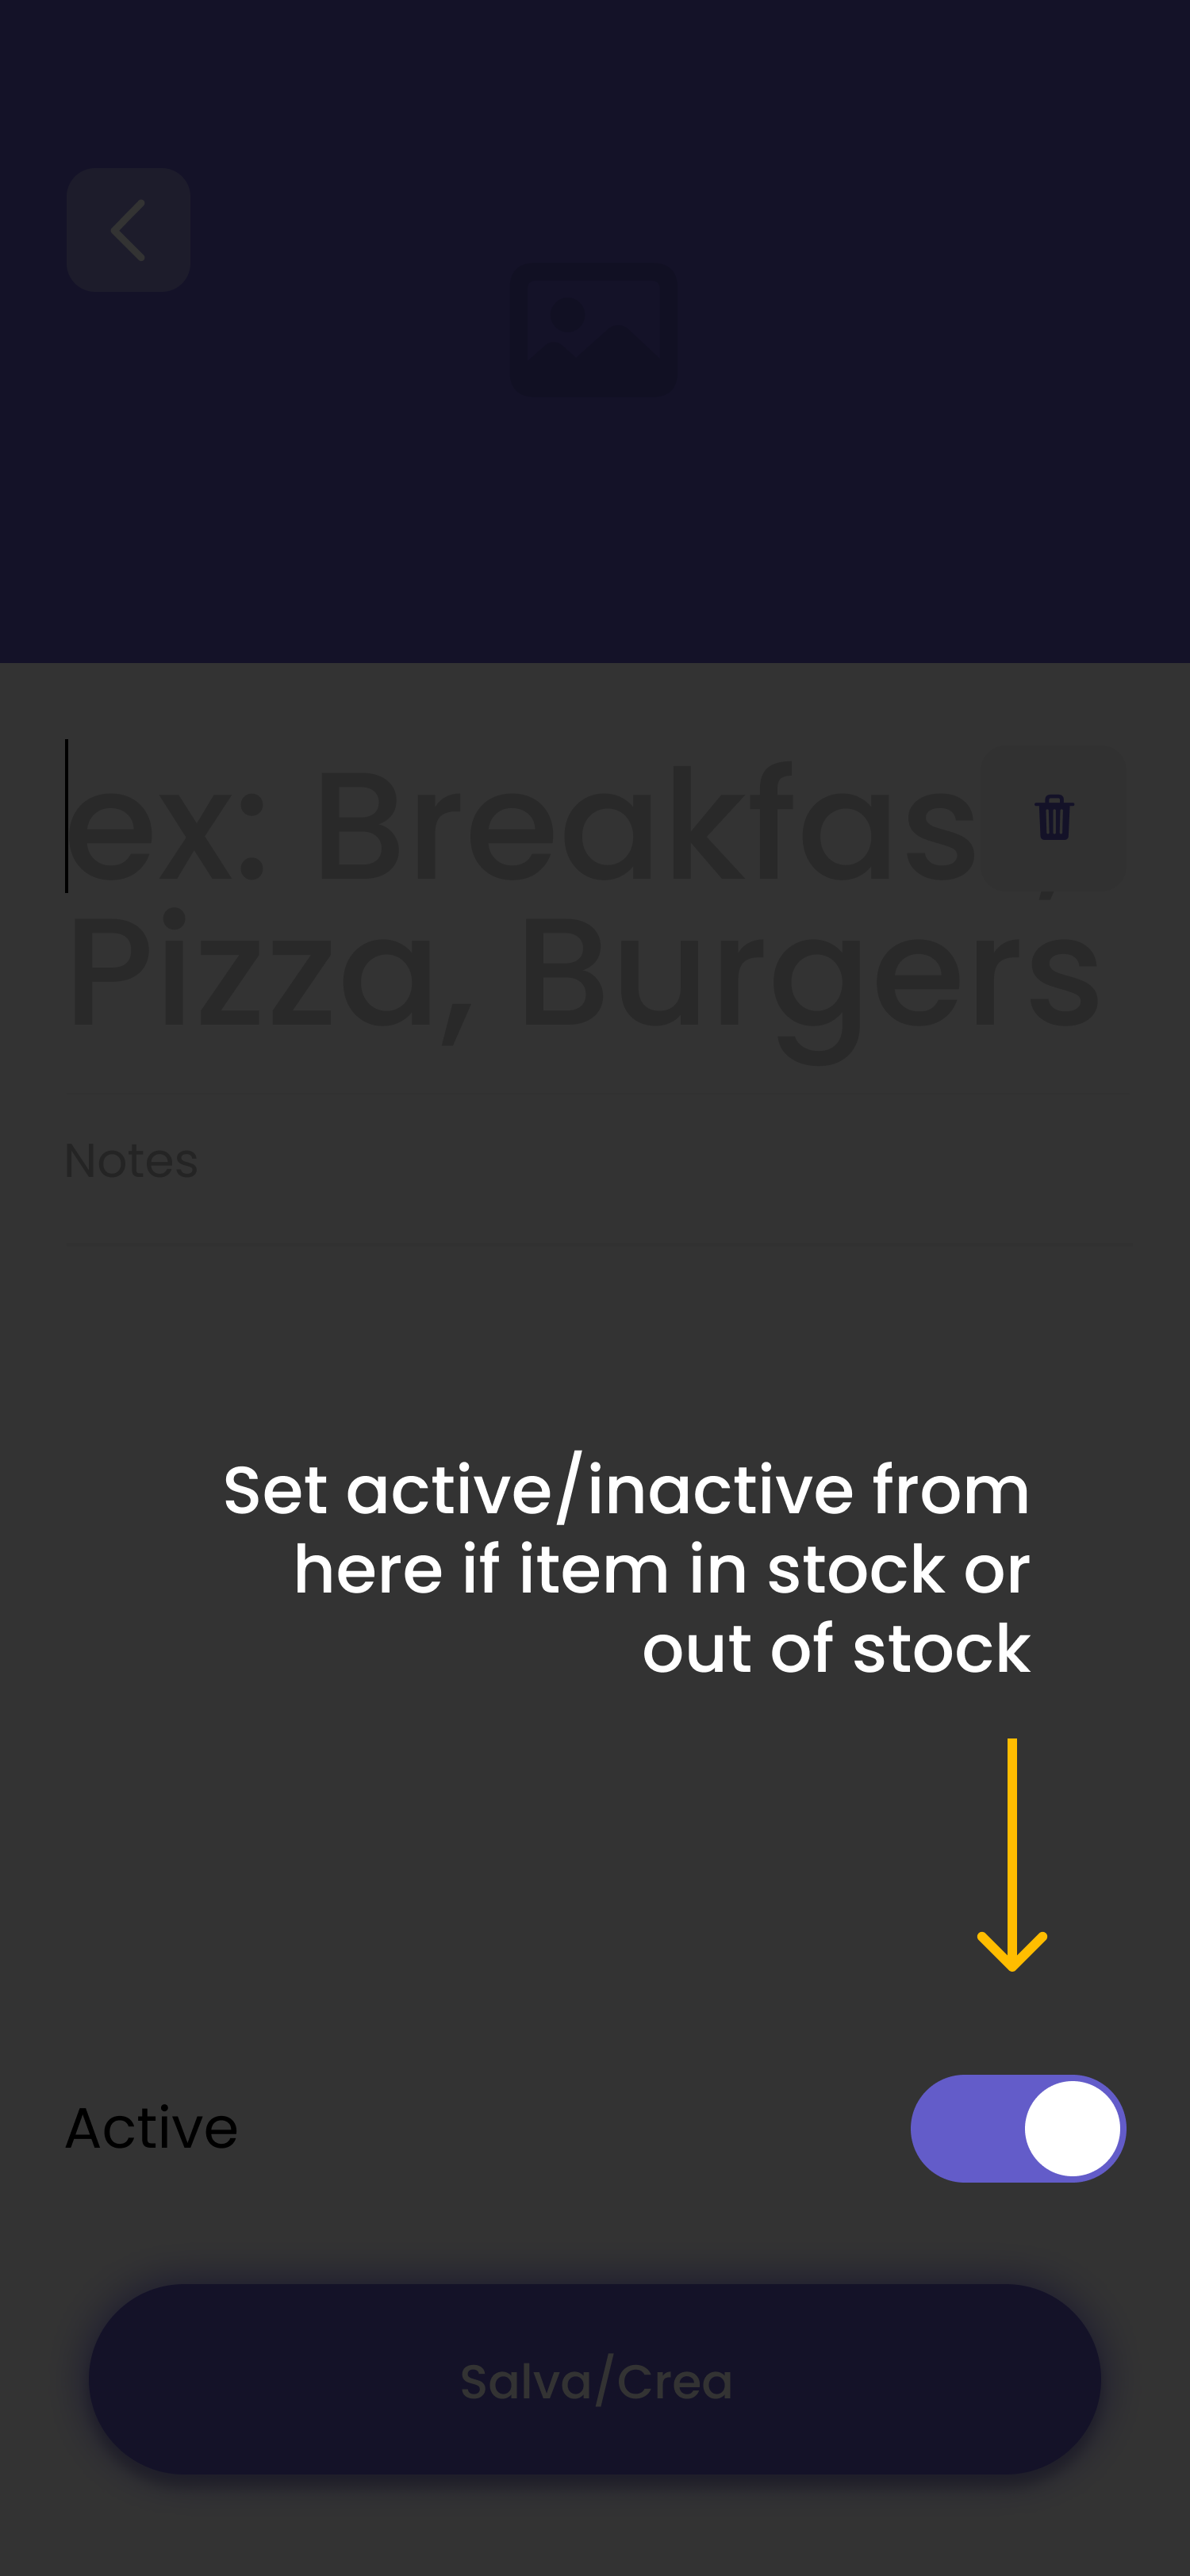 ex: Breakfas
Pizza, Burgers
Notes
Set active/inactive from
here if item in stock or
out of stock
Active
Salva/Crea